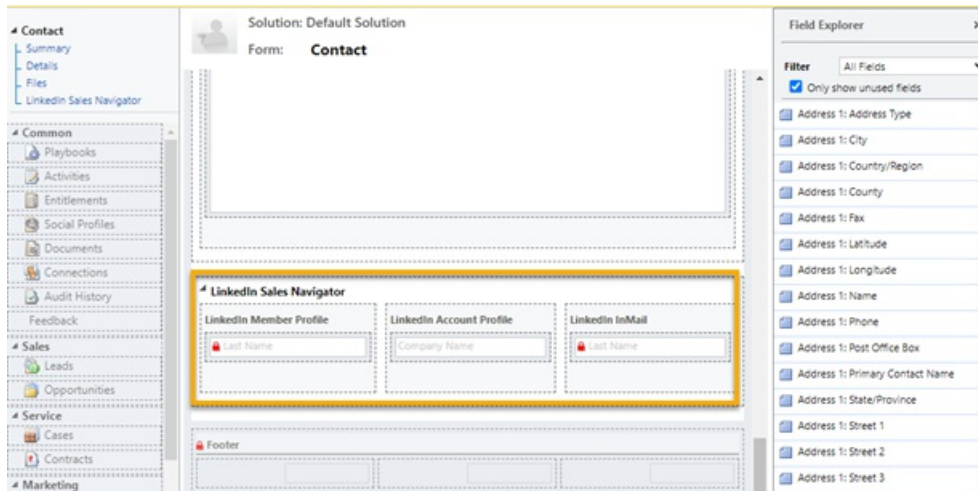 Contact
Summary
Details
Files
LinkedIn Sales Navigator
Common
Playbooks
Activities
Entitlements
Social Profiles
Documents
Connections
Audit History
Feedback
Sales
Leads
Opportunities
Service
Cases
Contracts
Marketing
Solution: Default Solution
Form: Contact
LinkedIn Sales Navigator
LinkedIn Member Profile LinkedIn Account Profile LinkedIn InMail
Last Name Company Name Last Name
Footer
Field Explorer
Filter All Fields
Only show unused fields
Address 1: Address Type
Address 1: City
Address 1: Country/Region
Address 1: County
Address 1: Fax
Address 1: Latitude
Address 1: Longitude
Address 1: Name
Address 1: Phone
Address 1: Post Office Box
Address 1: Primary Contact Name
Address 1: State/Province
Address 1: Street 1
Address 1: Street 2
Address 1: Street 3